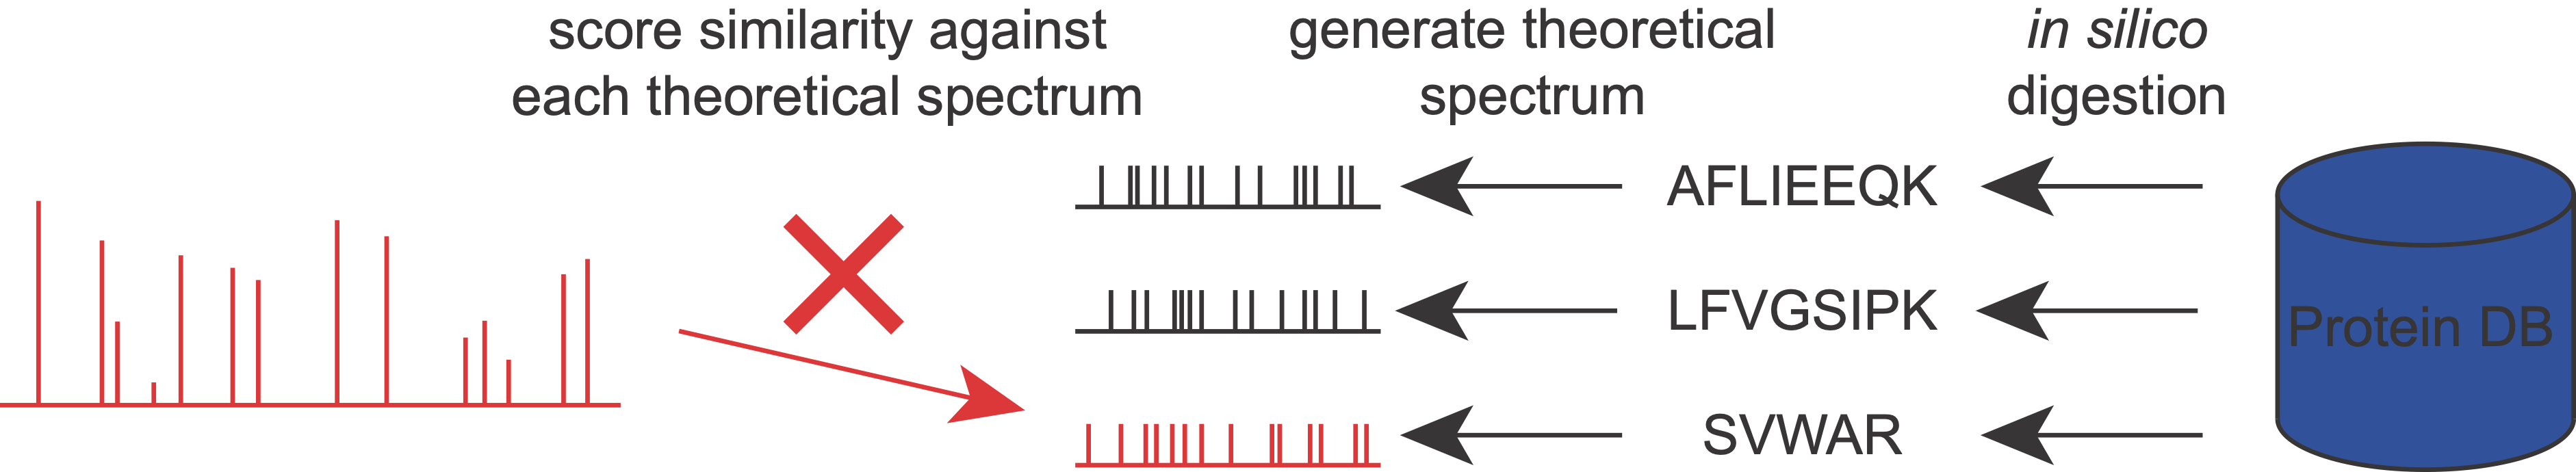 score similarity against
each theoretical spectrum
generate theoretical
spectrum
in silico
digestion
AFLIEEQK
LFVGSIPK
SVWAR
Protein DB